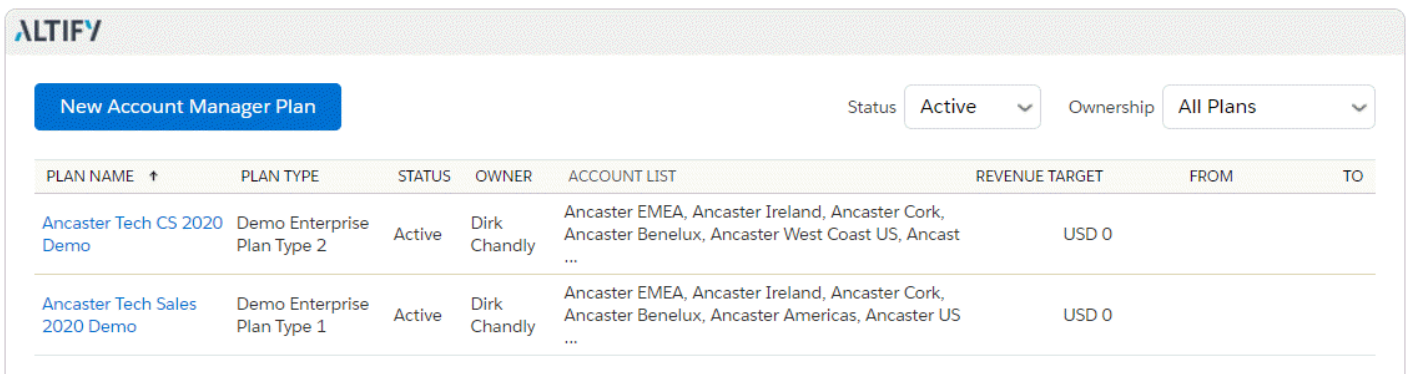 ALTIFY
New Account Manager Plan Status Active Ownership All Plans
PLAN NAME ↑ PLAN TYPE STATUS OWNER ACCOUNT LIST REVENUE TARGET FROM TO
Ancaster Tech CS 2020 Demo Enterprise Dirk Ancaster EMEA, Ancaster Ireland, Ancaster Cork,
Demo Plan Type 2 Active Chandly Ancaster Benelux, Ancaster West Coast US, Ancast USD 0
...
Ancaster Tech Sales Demo Enterprise Dirk Ancaster EMEA, Ancaster Ireland, Ancaster Cork,
2020 Demo Plan Type 1 Active Chandly Ancaster Benelux, Ancaster Americas, Ancaster US USD 0
...